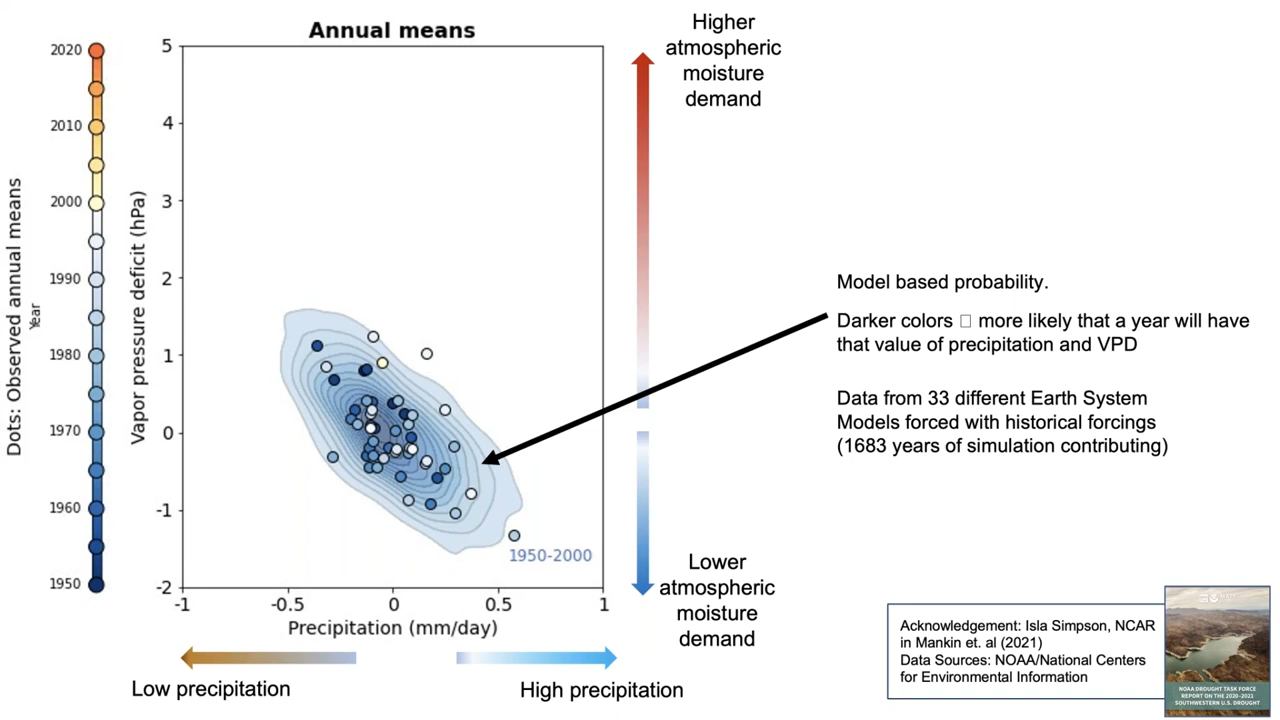 Annual means
Dots: Observed annual means
Year
2020
2010
2000
1990
1980
1970
1960
1950
Vapor pressure deficit (hPa)
5
4
3
2
1
0
-1
-2
-1
-0.5
0
0.5
1
Precipitation (mm/day)
1950-2000
Low precipitation
High precipitation
Higher
atmospheric
moisture
demand
Lower
atmospheric
moisture
demand
Model based probability.
Darker colors □ more likely that a year will have
that value of precipitation and VPD
Data from 33 different Earth System
Models forced with historical forcings
(1683 years of simulation contributing)
Acknowledgement: Isla Simpson, NCAR
in Mankin et. al (2021)
Data Sources: NOAA/National Centers
for Environmental Information
NOAA DROUGHT TASK FORCE
REPORT ON THE 2020–2021
SOUTHWESTERN U.S. DROUGHT